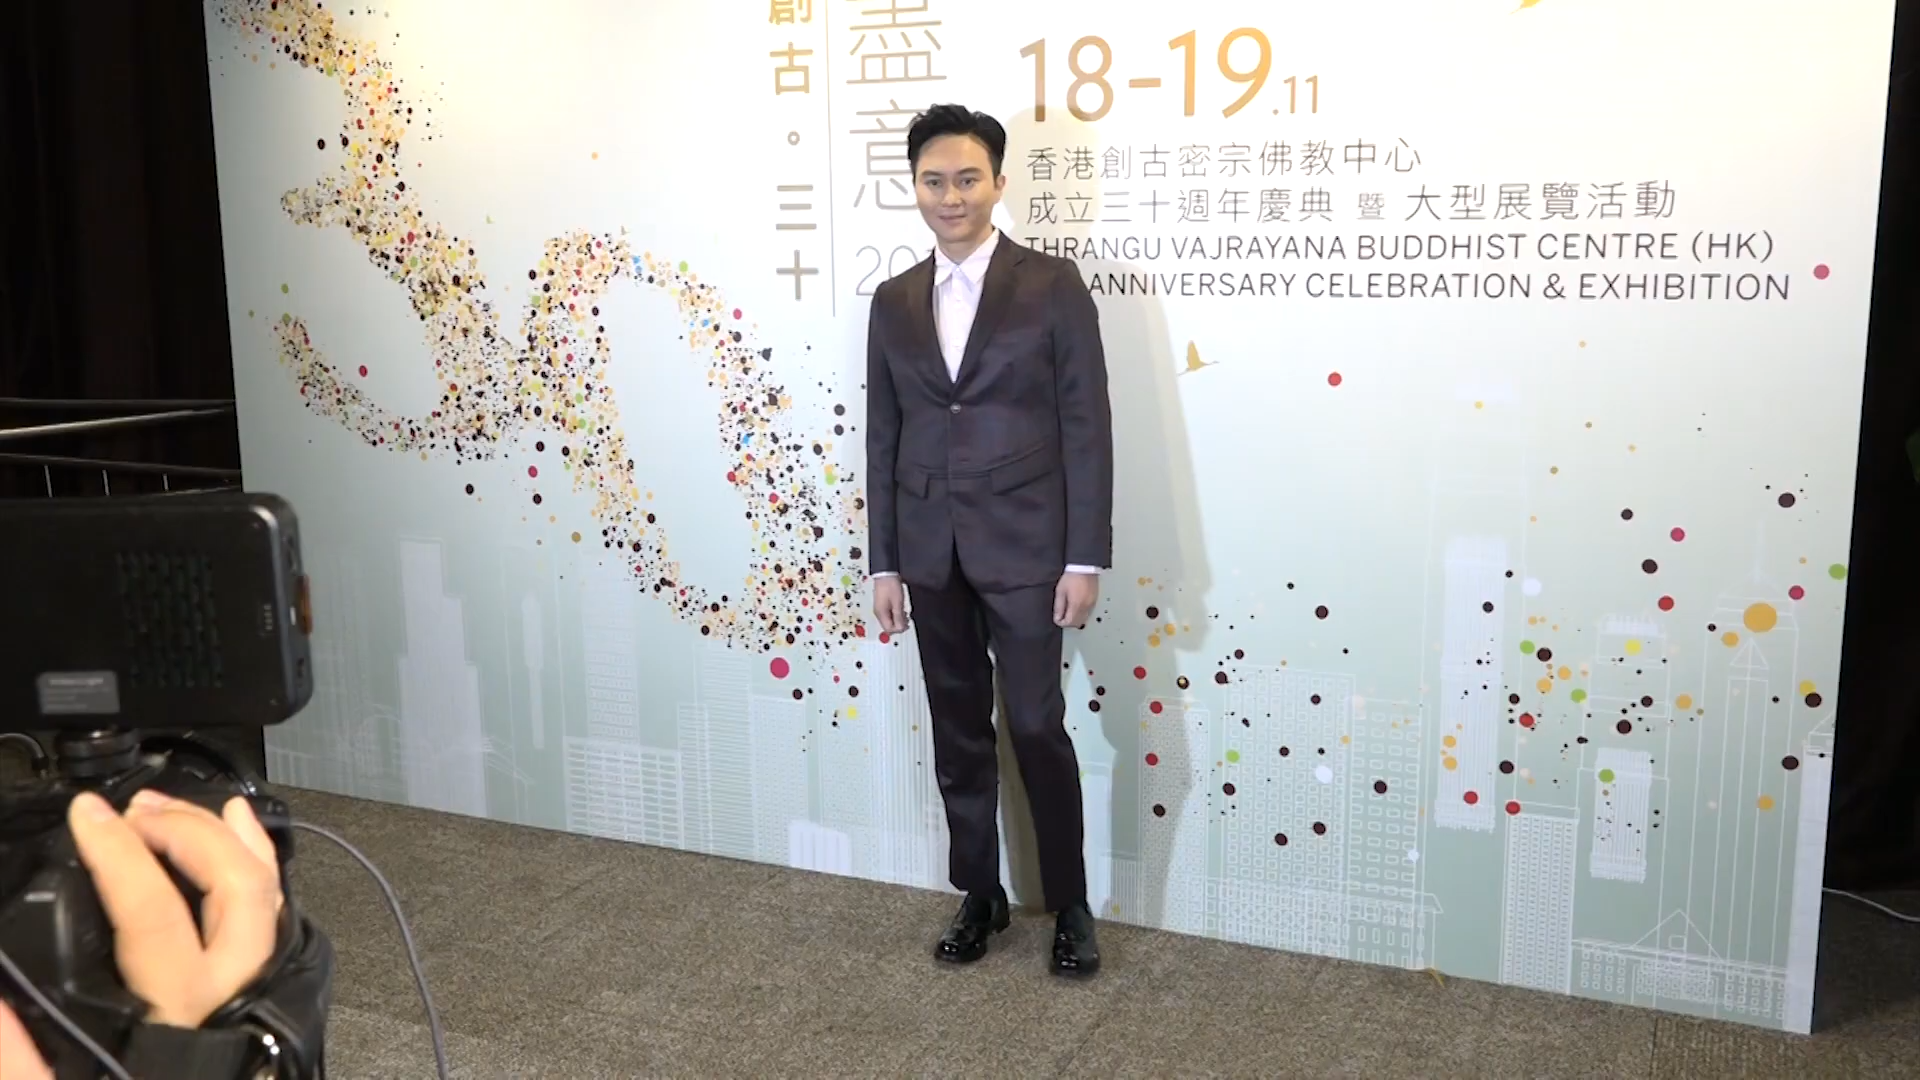 創古。三十
盡意
18-19.11
香港創古密宗佛教中心
成立三十週年慶典 暨 大型展覽活動
THRANGU VAJRAYANA BUDDHIST CENTRE (HK)
ANNIVERSARY CELEBRATION & EXHIBITION
30